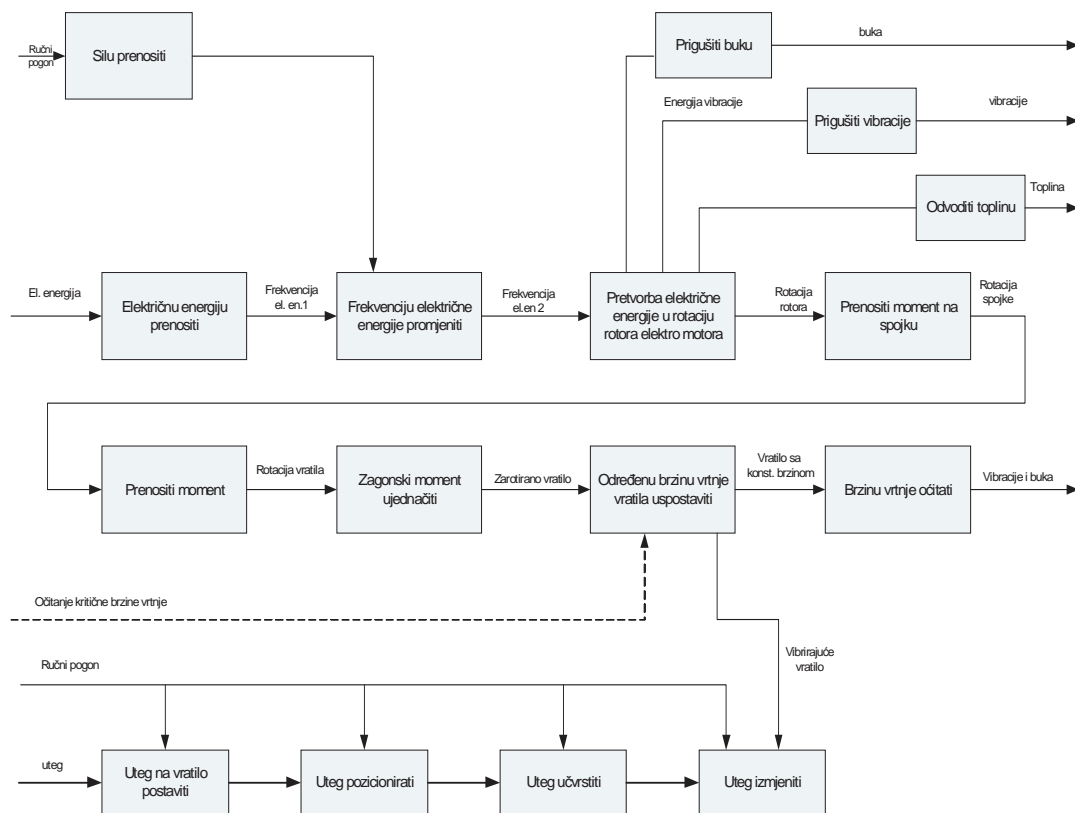 Ručni
pogon
Silu prenositi
Prigušiti buku
buka
Energija vibracije
Prigušiti vibracije
vibracije
Odvoditi toplinu
Toplina
El. energija
Električnu energiju
prenositi
Frekvencija
el. en.1
Frekvenciju električne
energije promjeniti
Frekvencija
el.en 2
Pretvorba električne
energije u rotaciju
rotora elektro motora
Rotacija
rotora
Prenositi moment na
spojku
Rotacija
spojke
Prenositi moment
Rotacija vratila
Zagonski moment
ujednačiti
Zarotirano vratilo
Određenu brzinu vrtnje
vratila uspostaviti
Vratilo sa
konst. brzinom
Brzinu vrtnje očitati
Vibracije i buka
Očitanje kritične brzine vrtnje
Ručni pogon
Vibrirajuće
vratilo
uteg
Uteg na vratilo
postaviti
Uteg pozicionirati
Uteg učvrstiti
Uteg izmjeniti